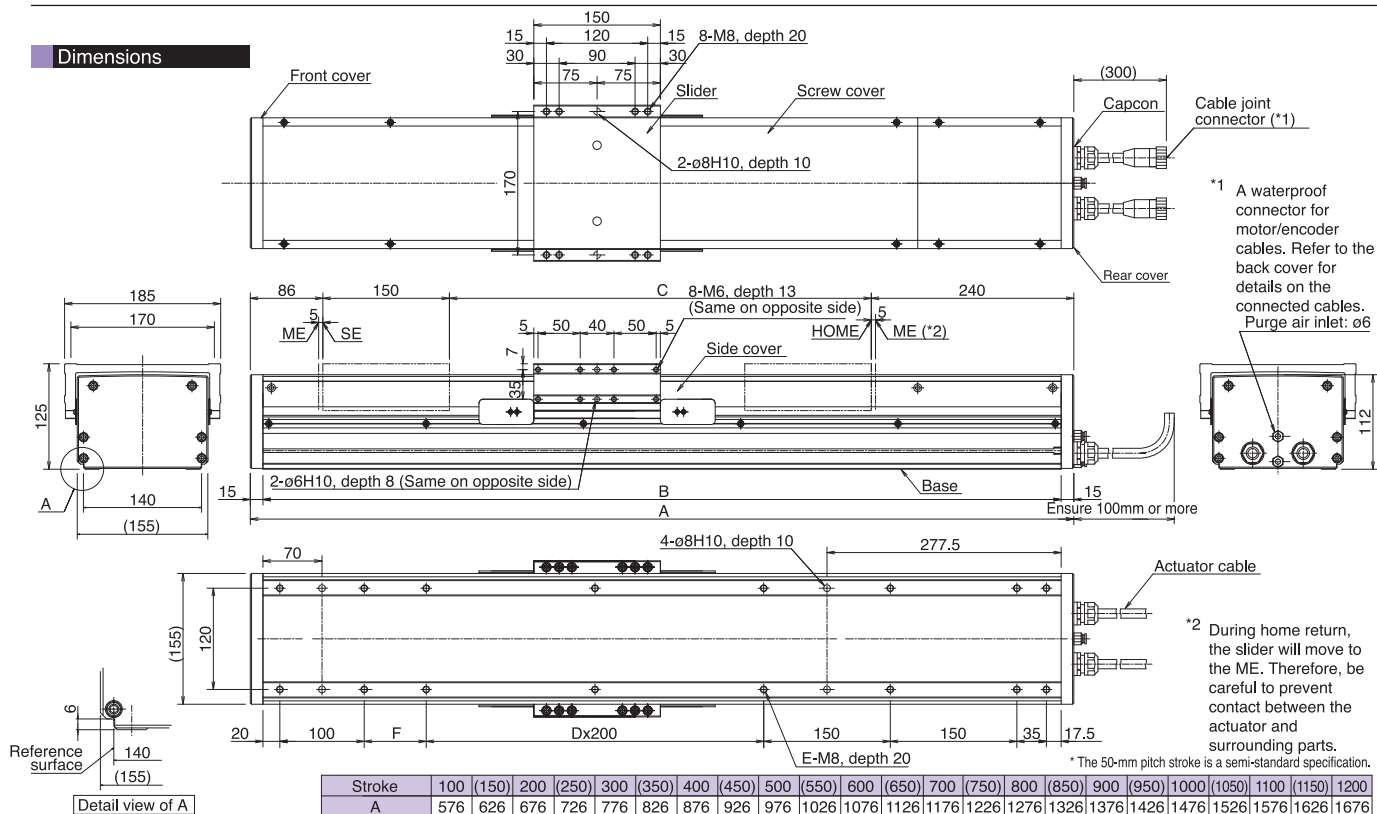 Dimensions
150
15 120 15
8-M8, depth 20
30 90 30
75 75
Front cover
Slider
Screw cover
(300)
Capcon
Cable joint
connector (*1)
2-ø8H10, depth 10
170
Rear cover
*1 A waterproof
connector for
motor/encoder
cables. Refer to the
back cover for
details on the
connected cables.
Purge air inlet: ø6
185
170
125
A
140
(155)
86 150 C 240
8-M6, depth 13
(Same on opposite side)
5 5
ME SE
HOME ME (*2)
5 50 40 50 5
7
35
Side cover
112
2-ø6H10, depth 8 (Same on opposite side)
Base
15 B 15
A
Ensure 100mm or more
4-ø8H10, depth 10
277.5
70
Actuator cable
(155)
120
*2 During home return,
the slider will move to
the ME. Therefore, be
careful to prevent
contact between the
actuator and
surrounding parts.
20 100 F Dx200 150 150 35 17.5
E-M8, depth 20
6
Reference
surface
140
(155)
Detail view of A
* The 50-mm pitch stroke is a semi-standard specification.
Stroke 100 (150) 200 (250) 300 (350) 400 (450) 500 (550) 600 (650) 700 (750) 800 (850) 900 (950) 1000 (1050) 1100 (1150) 1200
A 576 626 676 726 776 826 876 926 976 1026 1076 1126 1176 1226 1276 1326 1376 1426 1476 1526 1576 1626 1676